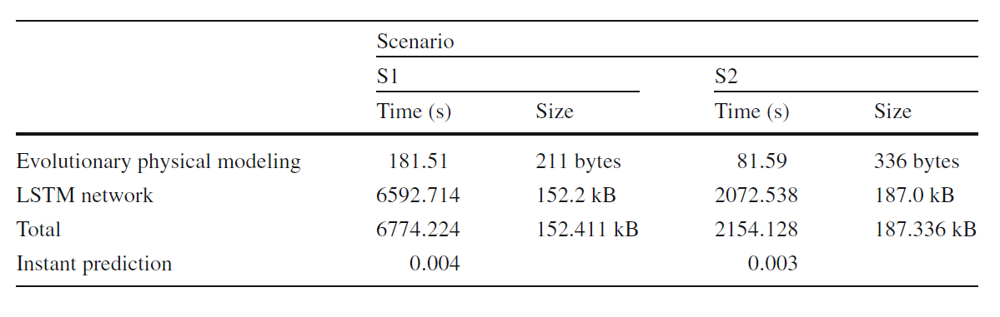 Scenario
S1 S2
Time (s) Size Time (s) Size
Evolutionary physical modeling 181.51 211 bytes 81.59 336 bytes
LSTM network 6592.714 152.2 kB 2072.538 187.0 kB
Total 6774.224 152.411 kB 2154.128 187.336 kB
Instant prediction 0.004 0.003